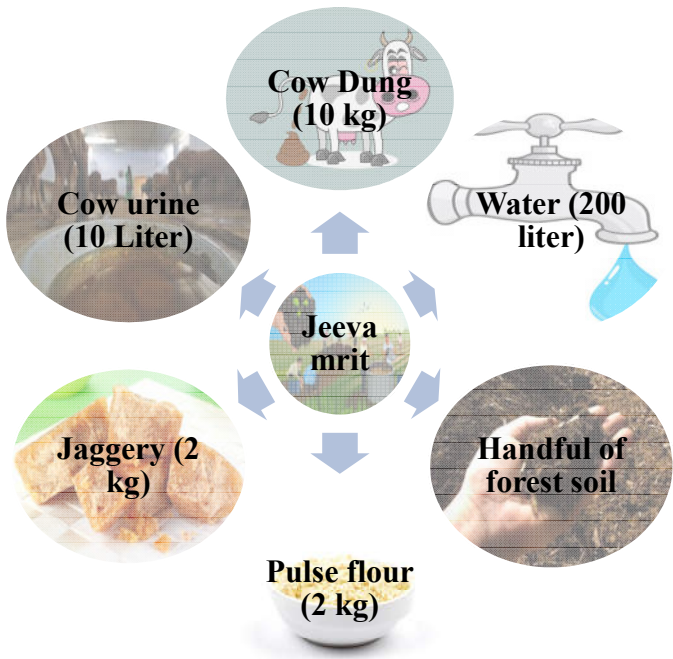 Cow Dung
(10 kg)
Cow urine
(10 Liter)
Water (200
liter)
Jeeva
mrit
Jaggery (2
kg)
Handful of
forest soil
Pulse flour
(2 kg)